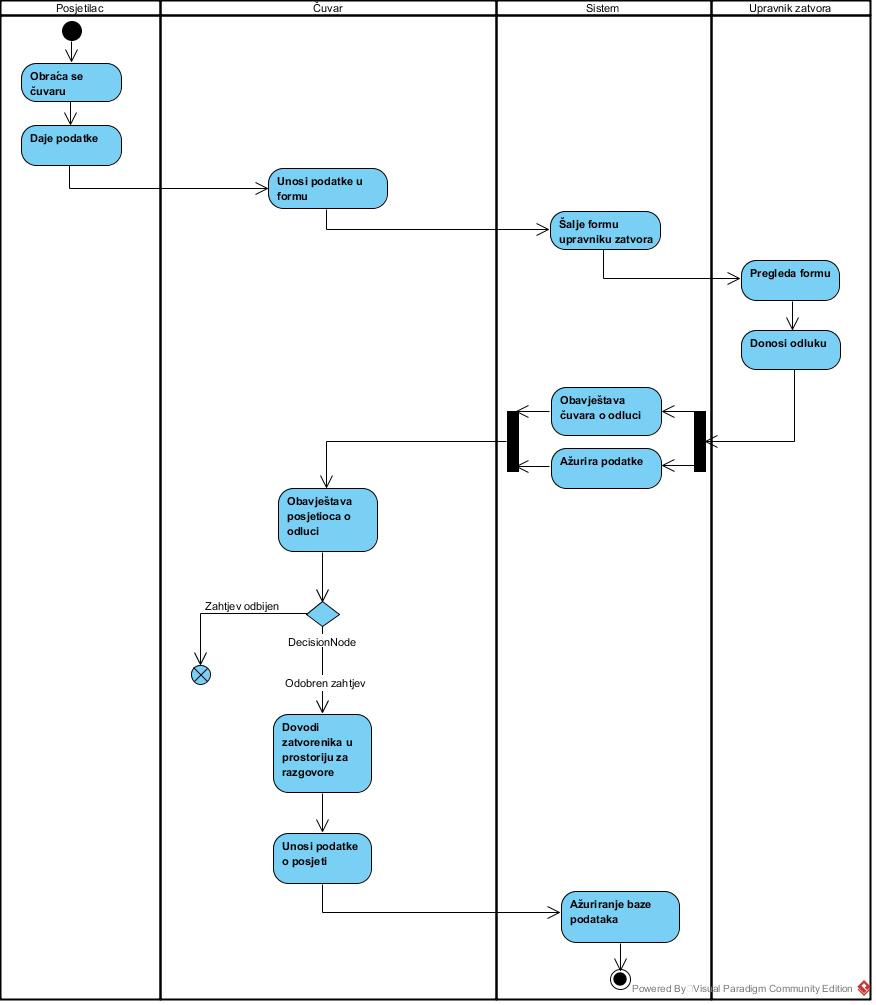 Posjetilac
Čuvar
Sistem
Upravnik zatvora
Obraća se
čuvaru
Daje podatke
Unosi podatke u
formu
Šalje formu
upravniku zatvora
Pregleda formu
Donosi odluku
Obavještava
čuvara o odluci
Ažurira podatke
Obavještava
posjetioca o
odluci
Zahtjev odbijen
DecisionNode
Odobren zahtjev
Dovodi
zatvorenika u
prostoriju za
razgovore
Unosi podatke
o posjeti
Ažuriranje baze
podataka
Powered By Visual Paradigm Community Edition